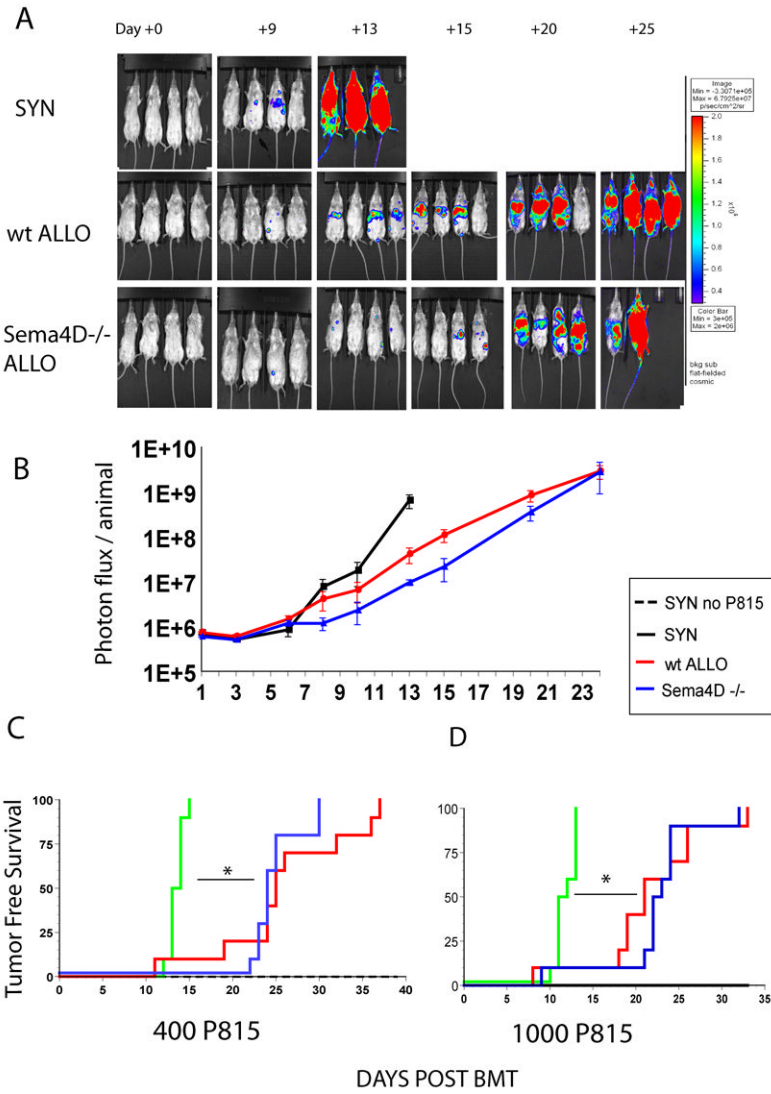 A
Day +0 +9 +13 +15 +20 +25
SYN
wt ALLO
Sema4D-/-
ALLO
Image
Min = -3.3071e+05
Max = 6.7925e+07
p/sec/cm^2/sr
2.0
1.8
1.6
1.4
1.2
1.0
0.8
0.6
0.4
Color Bar
Min = 3e+05
Max = 2e+06
bkg sub
flat-fielded
cosmic
B
Photon flux / animal
1E+10
1E+9
1E+8
1E+7
1E+6
1E+5
1 3 5 7 9 11 13 15 17 19 21 23
SYN no P815
SYN
wt ALLO
Sema4D -/-
C
Tumor Free Survival
100
75
50
25
0
*
0 5 10 15 20 25 30 35 40
400 P815
D
100
75
50
25
0
*
0 5 10 15 20 25 30 35
1000 P815
DAYS POST BMT